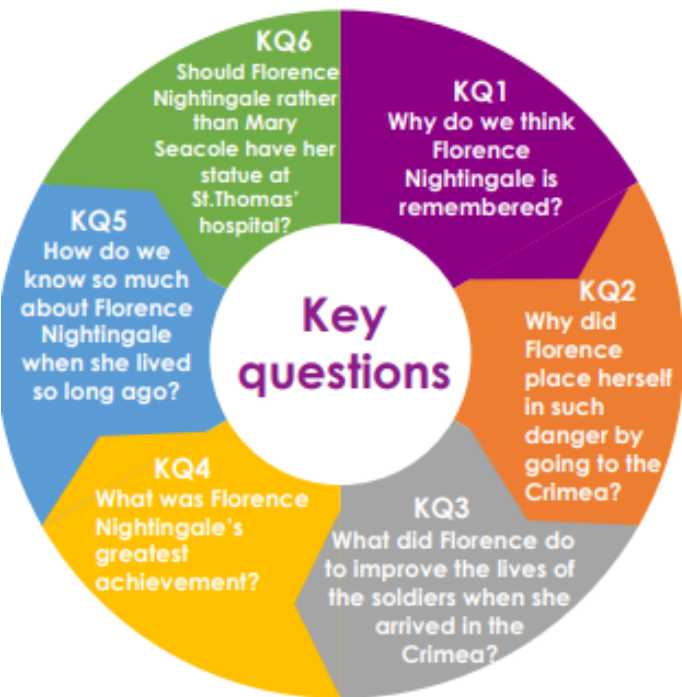 Key
questions
KQ1
Why do we think
Florence
Nightingale is
remembered?
KQ2
Why did
Florence
place herself
in such
danger by
going to the
Crimea?
KQ3
What did Florence do
to improve the lives of
the soldiers when she
arrived in the
Crimea?
KQ4
What was Florence
Nightingale's
greatest
achievement?
KQ5
How do we
know so much
about Florence
Nightingale
when she lived
so long ago?
KQ6
Should Florence
Nightingale rather
than Mary
Seacole have her
statue at
St.Thomas'
hospital?